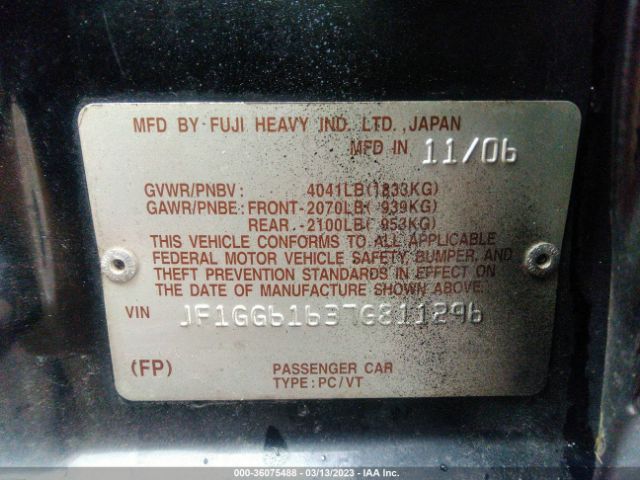 MFD BY FUJI HEAVY IND. LTD., JAPAN
MFD IN 11/06
GVWR/PNBV: 4041LB(1833KG)
GAWR/PNBE: FRONT-2070LB( 939KG)
REAR.-2100LB( 953KG)
THIS VEHICLE CONFORMS TO ALL APPLICABLE
FEDERAL MOTOR VEHICLE SAFETY, BUMPER, AND
THEFT PREVENTION STANDARDS IN EFFECT ON
THE DATE OF MANUFACTURE SHOWN ABOVE.
VIN JF1GG61637G811296
(FP) PASSENGER CAR
TYPE: PC/VT
000-36075488 - 03/13/2023 - IAA Inc.